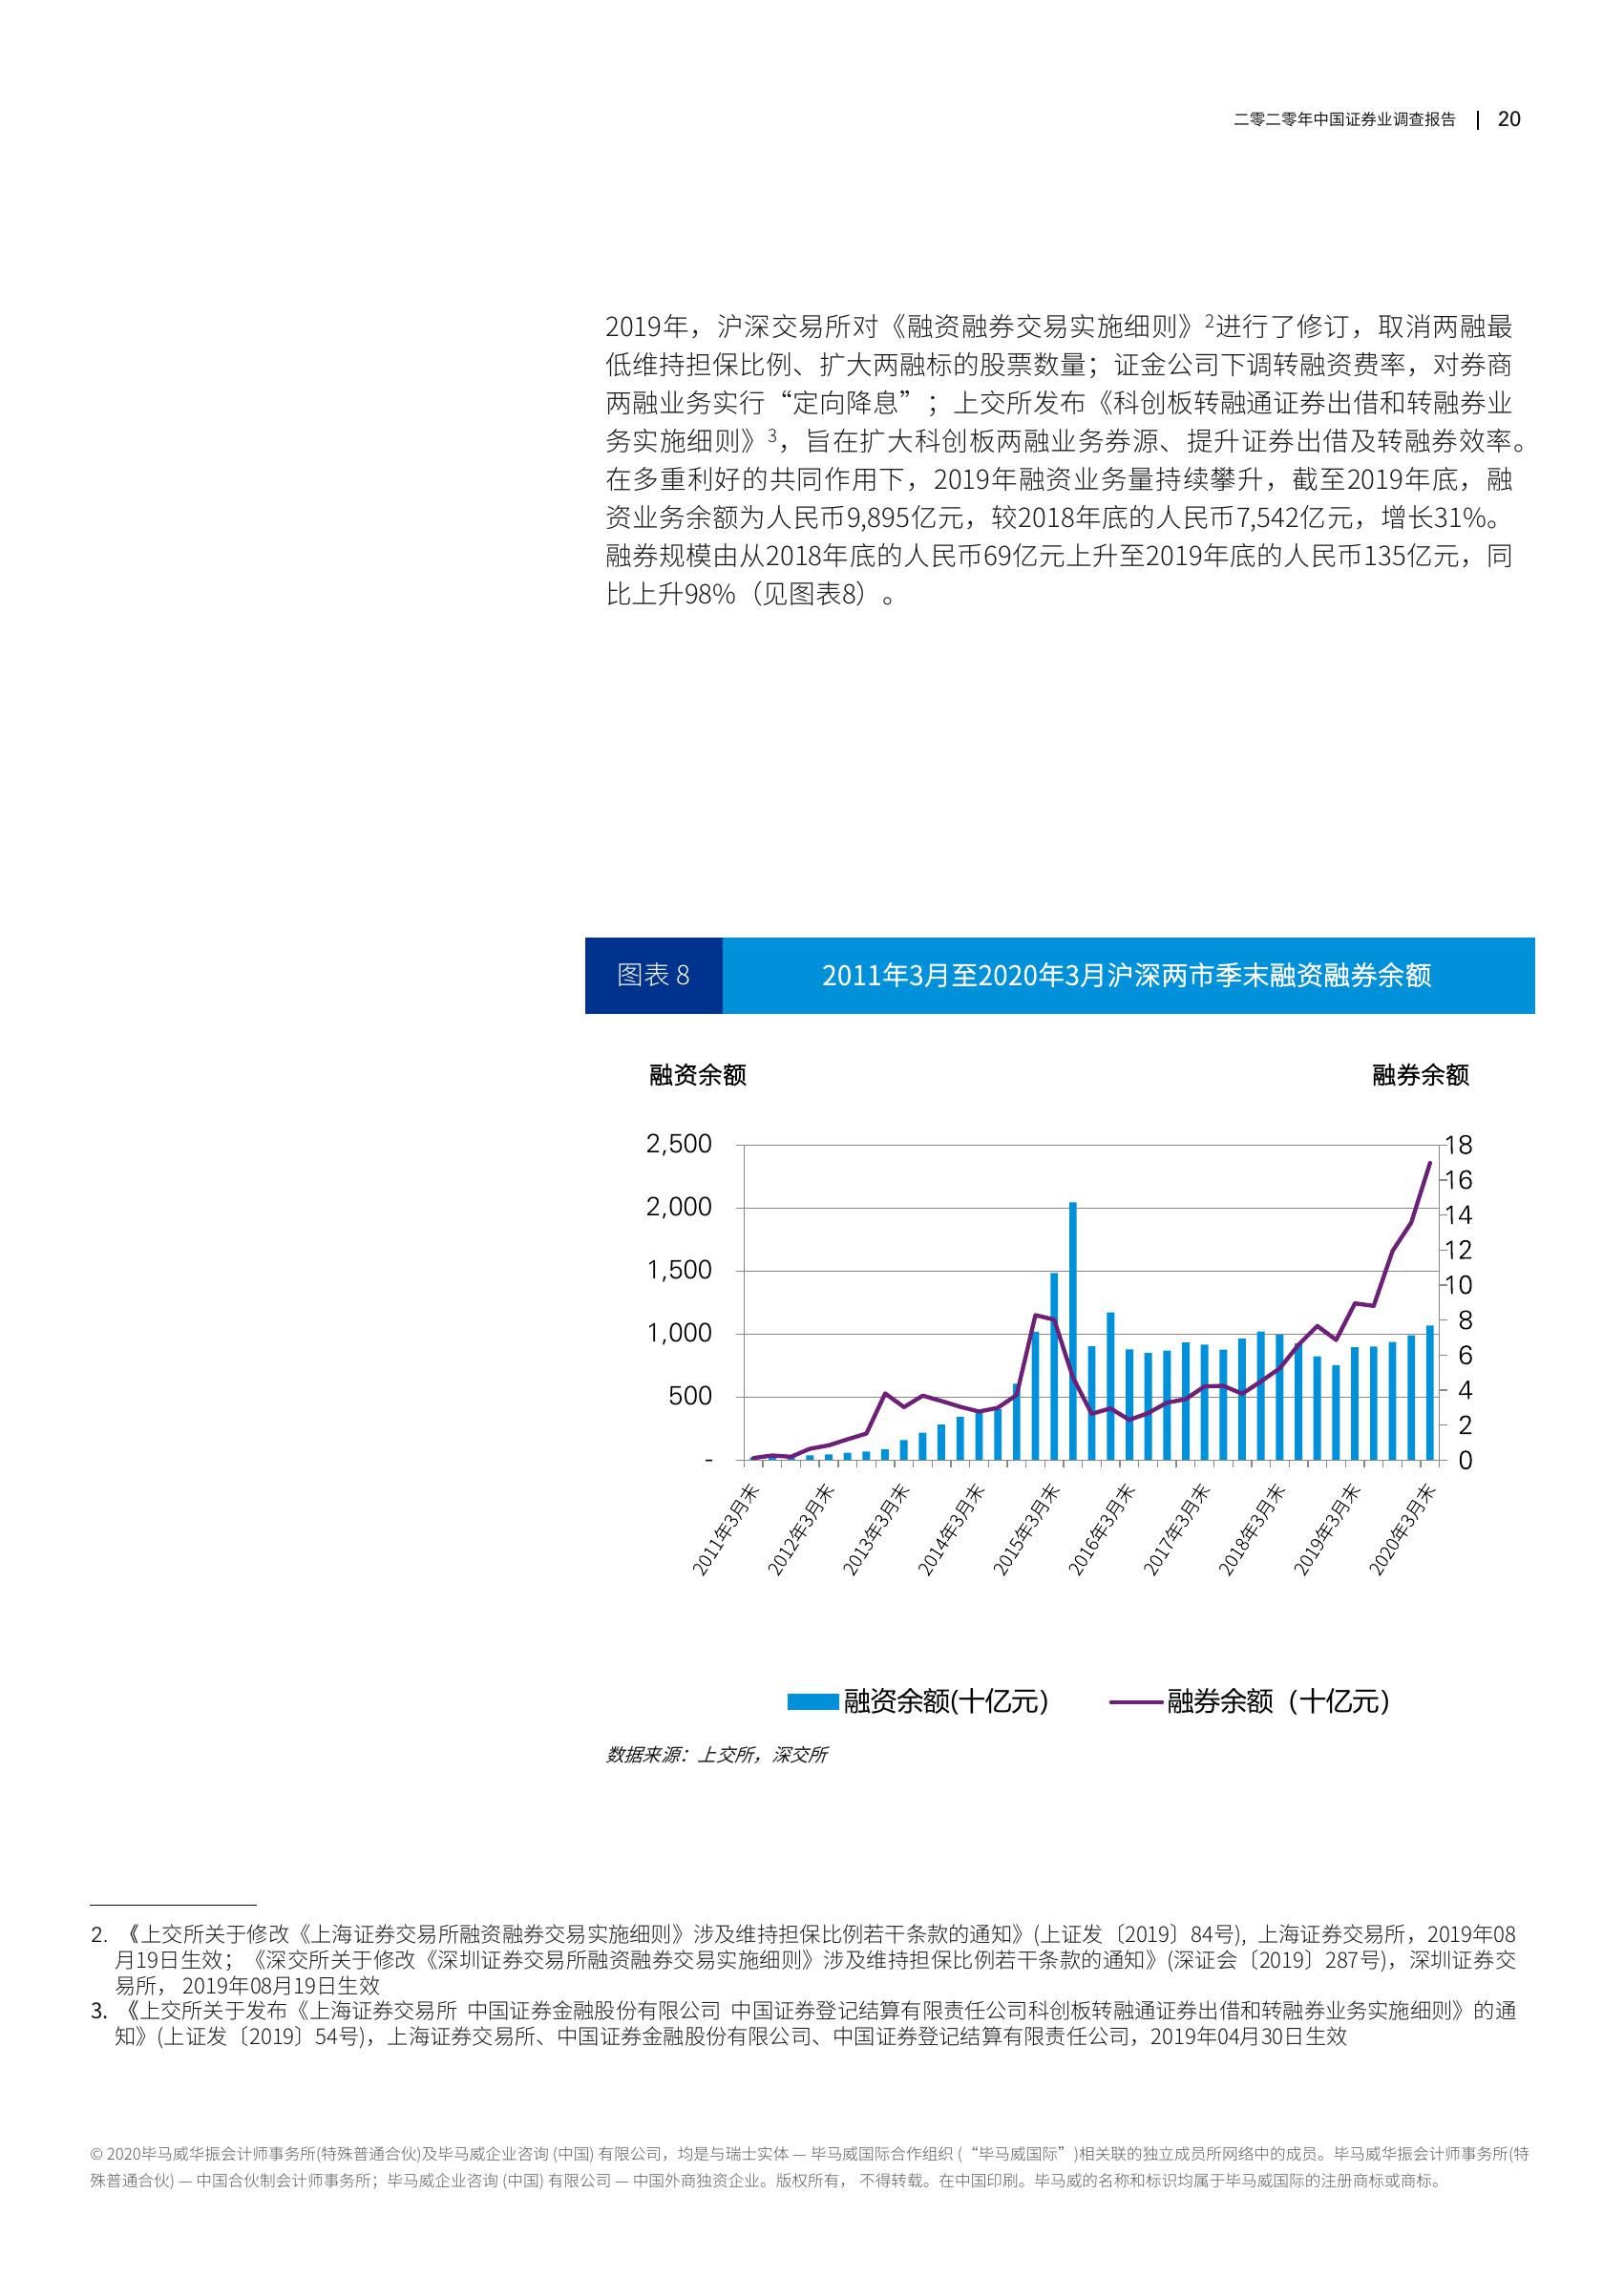 二零二零年中国证券业调查报告 | 20
2019年，沪深交易所对《融资融券交易实施细则》2进行了修订，取消两融最
低维持担保比例、扩大两融标的股票数量；证金公司下调转融资费率，对券商
两融业务实行“定向降息”；上交所发布《科创板转融通证券出借和转融券业
务实施细则》3，旨在扩大科创板两融业务券源、提升证券出借及转融券效率。
在多重利好的共同作用下，2019年融资业务量持续攀升，截至2019年底，融
资业务余额为人民币9,895亿元，较2018年底的人民币7,542亿元，增长31%。
融券规模由从2018年底的人民币69亿元上升至2019年底的人民币135亿元，同
比上升98%（见图表8）。
图表 8
2011年3月至2020年3月沪深两市季末融资融券余额
融资余额
融券余额
2,500
2,000
1,500
1,000
500
-
18
16
14
12
10
8
6
4
2
0
2011年3月末
2012年3月末
2013年3月末
2014年3月末
2015年3月末
2016年3月末
2017年3月末
2018年3月末
2019年3月末
2020年3月末
融资余额(十亿元)
融券余额（十亿元）
数据来源：上交所，深交所
2. 《上交所关于修改《上海证券交易所融资融券交易实施细则》涉及维持担保比例若干条款的通知》(上证发〔2019〕84号), 上海证券交易所，2019年08
月19日生效；《深交所关于修改《深圳证券交易所融资融券交易实施细则》涉及维持担保比例若干条款的通知》(深证会〔2019〕287号)，深圳证券交
易所， 2019年08月19日生效
3. 《上交所关于发布《上海证券交易所 中国证券金融股份有限公司 中国证券登记结算有限责任公司科创板转融通证券出借和转融券业务实施细则》的通
知》(上证发〔2019〕54号)，上海证券交易所、中国证券金融股份有限公司、中国证券登记结算有限责任公司，2019年04月30日生效
© 2020毕马威华振会计师事务所(特殊普通合伙)及毕马威企业咨询 (中国) 有限公司，均是与瑞士实体 — 毕马威国际合作组织 (“毕马威国际”)相关联的独立成员所网络中的成员。毕马威华振会计师事务所(特
殊普通合伙) — 中国合伙制会计师事务所；毕马威企业咨询 (中国) 有限公司 — 中国外商独资企业。版权所有， 不得转载。在中国印刷。毕马威的名称和标识均属于毕马威国际的注册商标或商标。